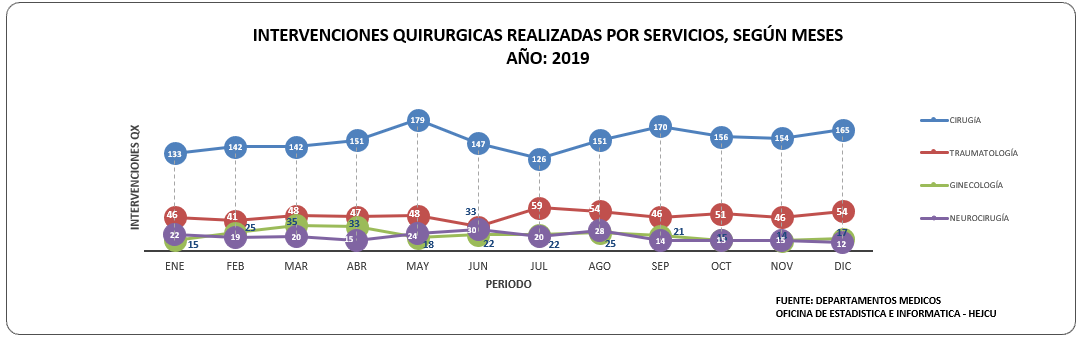 INTERVENCIONES QUIRURGICAS REALIZADAS POR SERVICIOS, SEGÚN MESES
AÑO: 2019
INTERVENCIONES QX
133 142 142 151 179 147 126 151 170 156 154 165
46 41 48 47 48 33 59 54 46 51 46 54
15 25 35 33 18 22 22 25 21 15 14 17
22 19 20 15 24 30 20 28 14 15 15 12
ENE FEB MAR ABR MAY JUN JUL AGO SEP OCT NOV DIC
PERIODO
CIRUGÍA
TRAUMATOLOGÍA
GINECOLOGÍA
NEUROCIRUGÍA
FUENTE: DEPARTAMENTOS MEDICOS
OFICINA DE ESTADISTICA E INFORMATICA - HEJCU